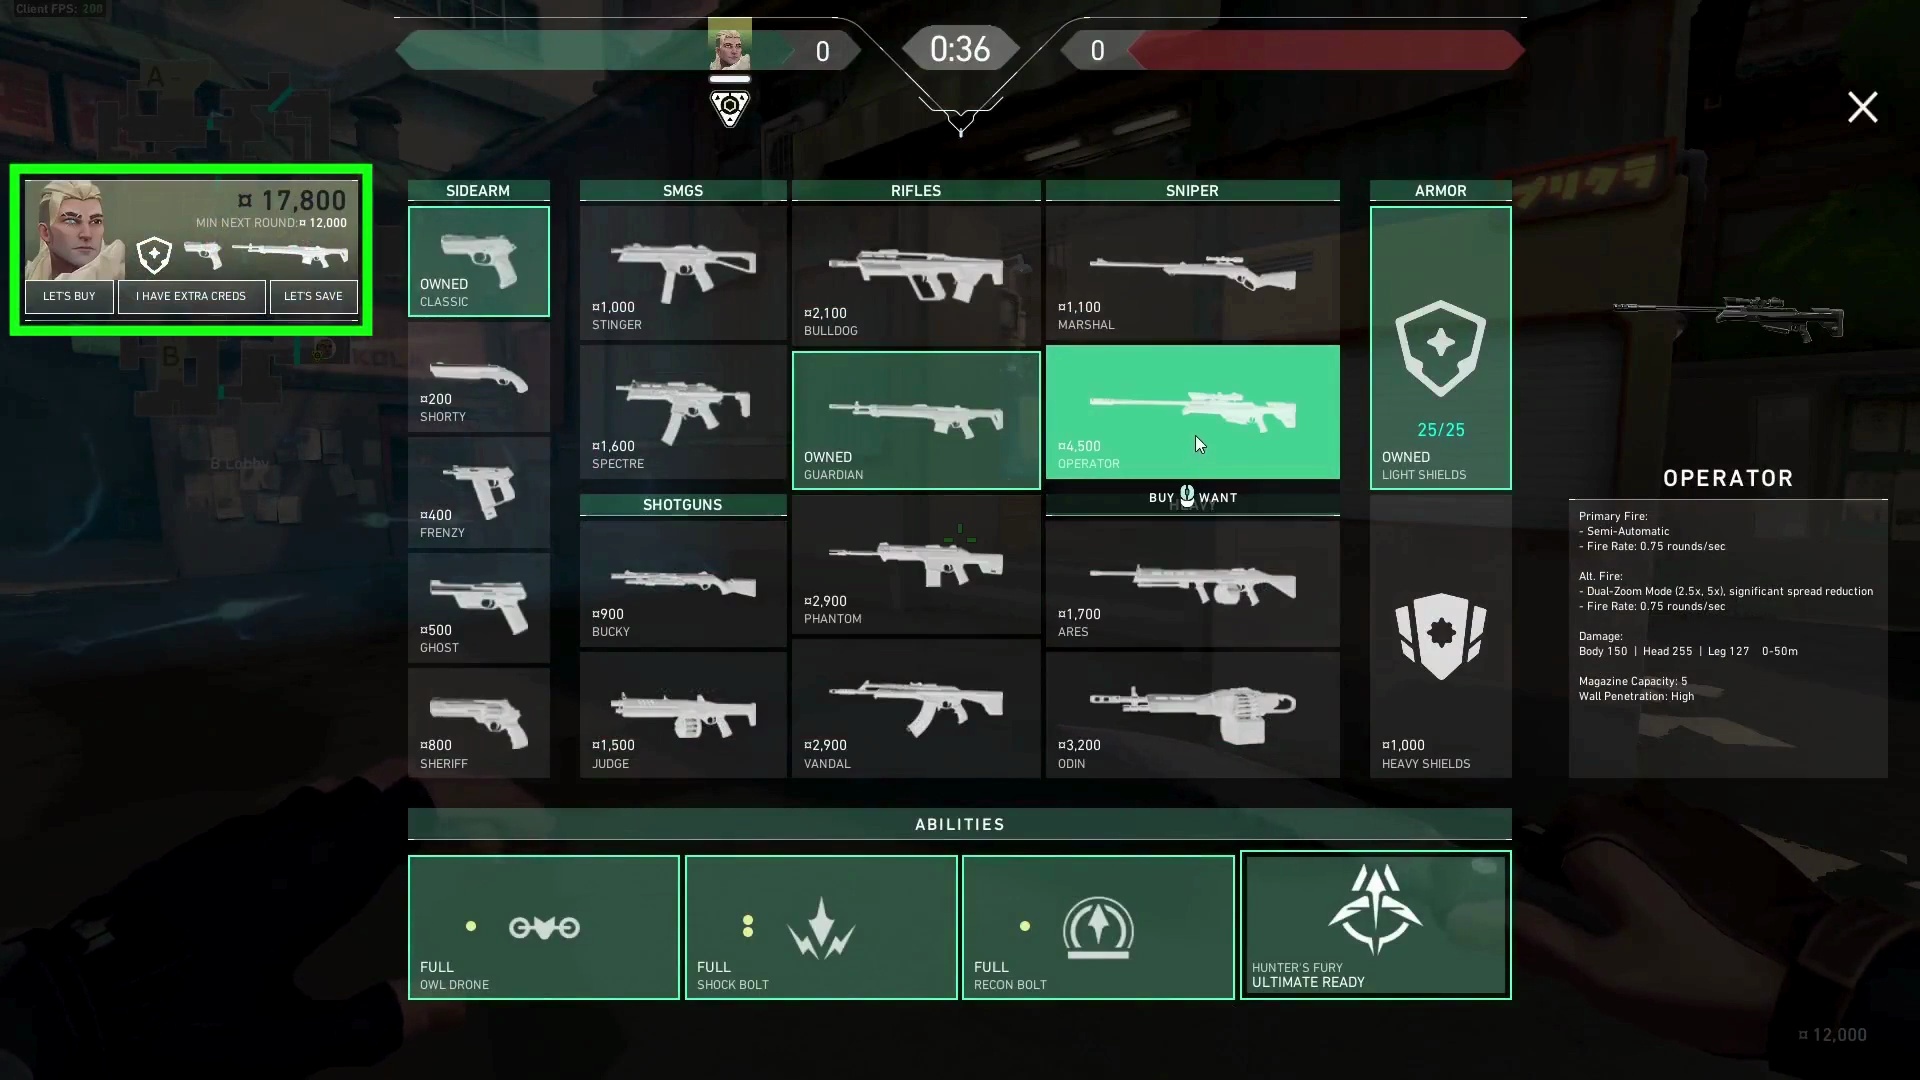 Client FPS: 200
0
0:36
0
A
¤ 17,800
MIN NEXT ROUND: ¤ 12,000
LET'S BUY
I HAVE EXTRA CREDS
LET'S SAVE
B
B Lobby
SIDEARM
OWNED
CLASSIC
¤200
SHORTY
¤400
FRENZY
¤500
GHOST
¤800
SHERIFF
SMGS
¤1,000
STINGER
¤1,600
SPECTRE
SHOTGUNS
¤900
BUCKY
¤1,500
JUDGE
RIFLES
¤2,100
BULLDOG
OWNED
GUARDIAN
¤2,900
PHANTOM
¤2,900
VANDAL
SNIPER
¤1,100
MARSHAL
¤4,500
OPERATOR
BUY WANT
HEAVY
¤1,700
ARES
¤3,200
ODIN
ARMOR
25/25
OWNED
LIGHT SHIELDS
¤1,000
HEAVY SHIELDS
プリクラ
OPERATOR
Primary Fire:
- Semi-Automatic
- Fire Rate: 0.75 rounds/sec
Alt. Fire:
- Dual-Zoom Mode (2.5x, 5x), significant spread reduction
- Fire Rate: 0.75 rounds/sec
Damage:
Body 150 | Head 255 | Leg 127 0-50m
Magazine Capacity: 5
Wall Penetration: High
ABILITIES
FULL
OWL DRONE
FULL
SHOCK BOLT
FULL
RECON BOLT
HUNTER'S FURY
ULTIMATE READY
¤ 12,000